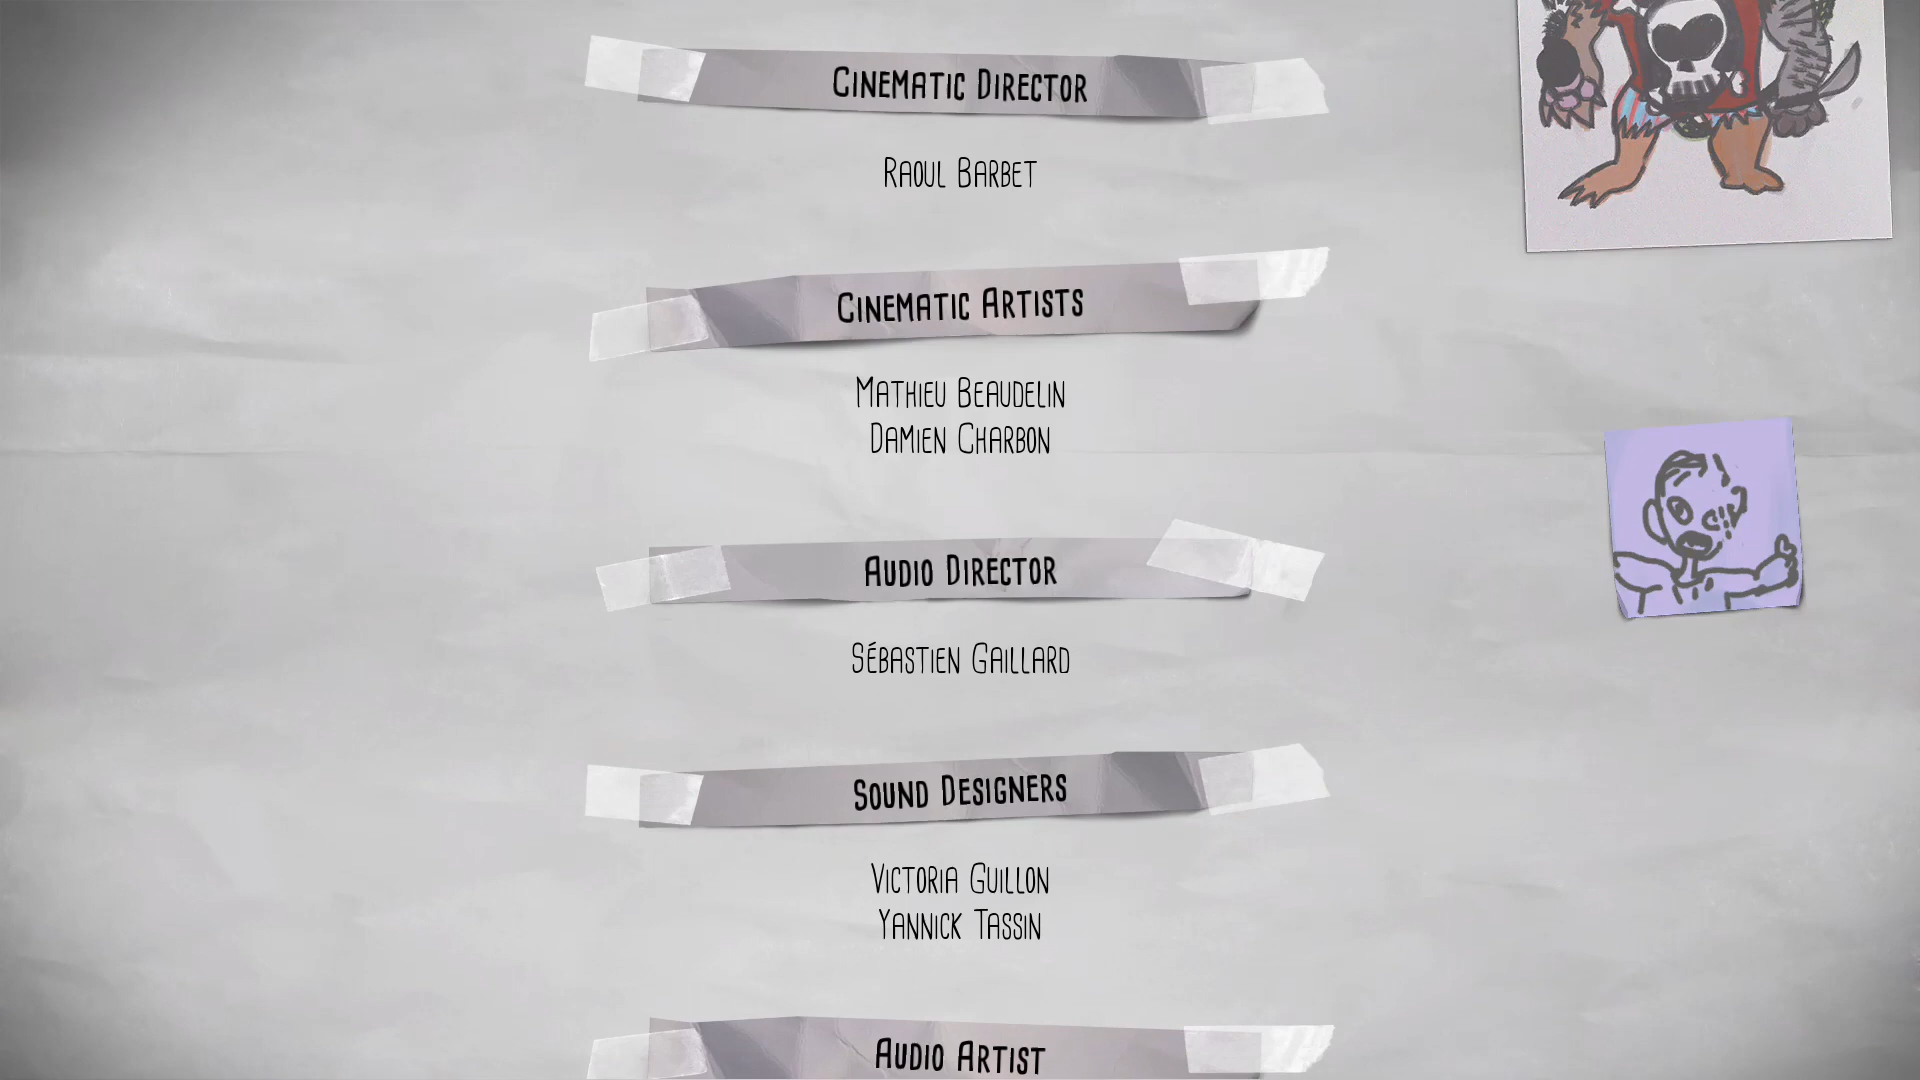 Cinematic Director
Raoul Barbet
Cinematic Artists
Mathieu Beaudelin
Damien Charbon
Audio Director
Sébastien Gaillard
Sound Designers
Victoria Guillon
Yannick Tassin
Audio Artist